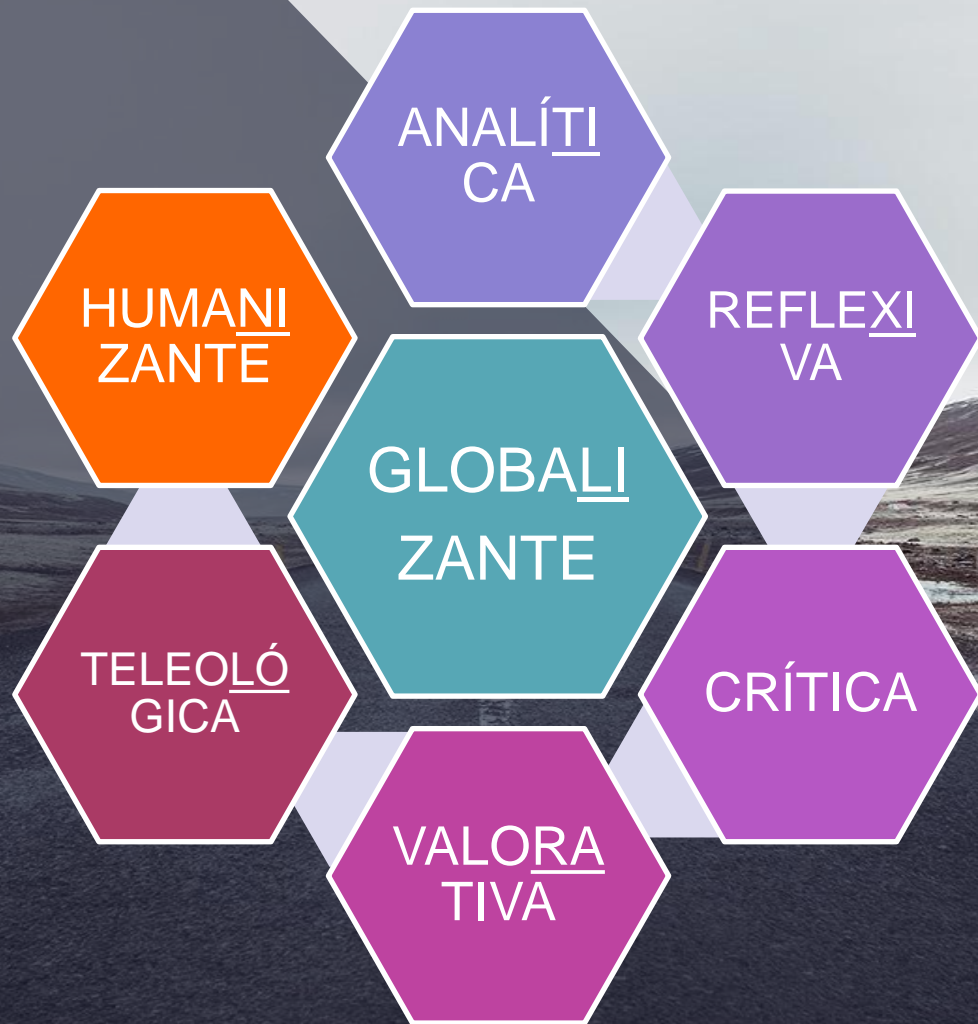 ANALÍTI
CA
HUMANI
ZANTE
REFLEXI
VA
GLOBALI
ZANTE
TELEOLÓ
GICA
CRÍTICA
VALORA
TIVA